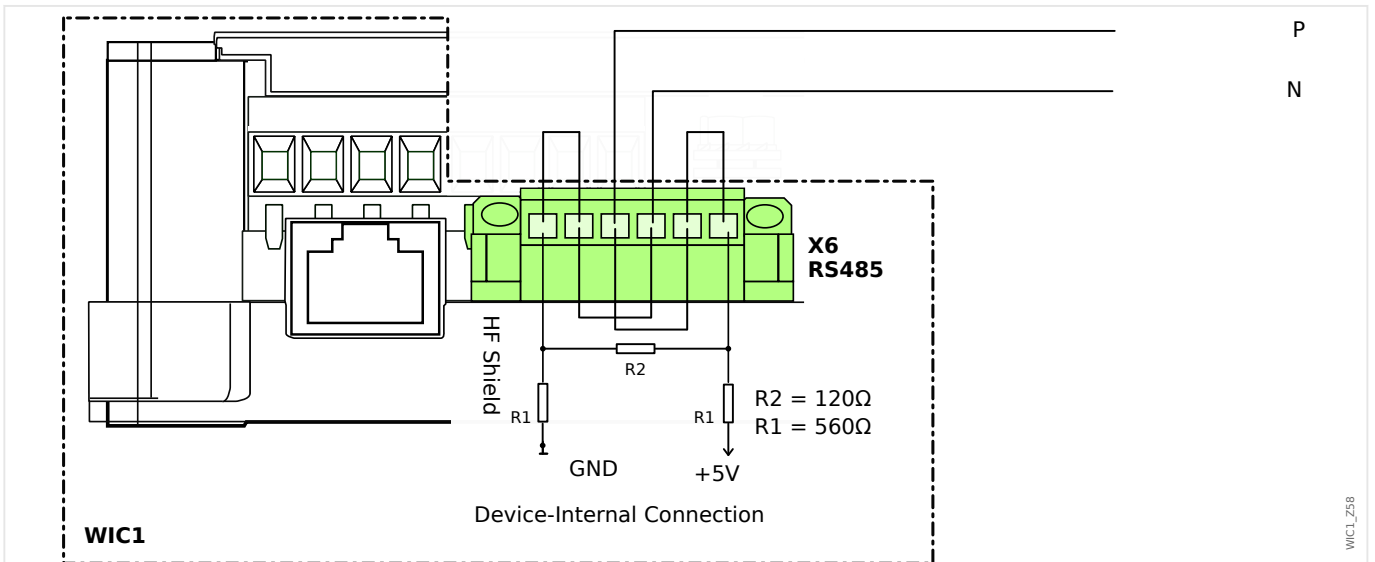 P
N
X6
RS485
HF Shield
R2
R1
R1
R2 = 120Ω
R1 = 560Ω
GND
+5V
Device-Internal Connection
WIC1
WIC1_Z58